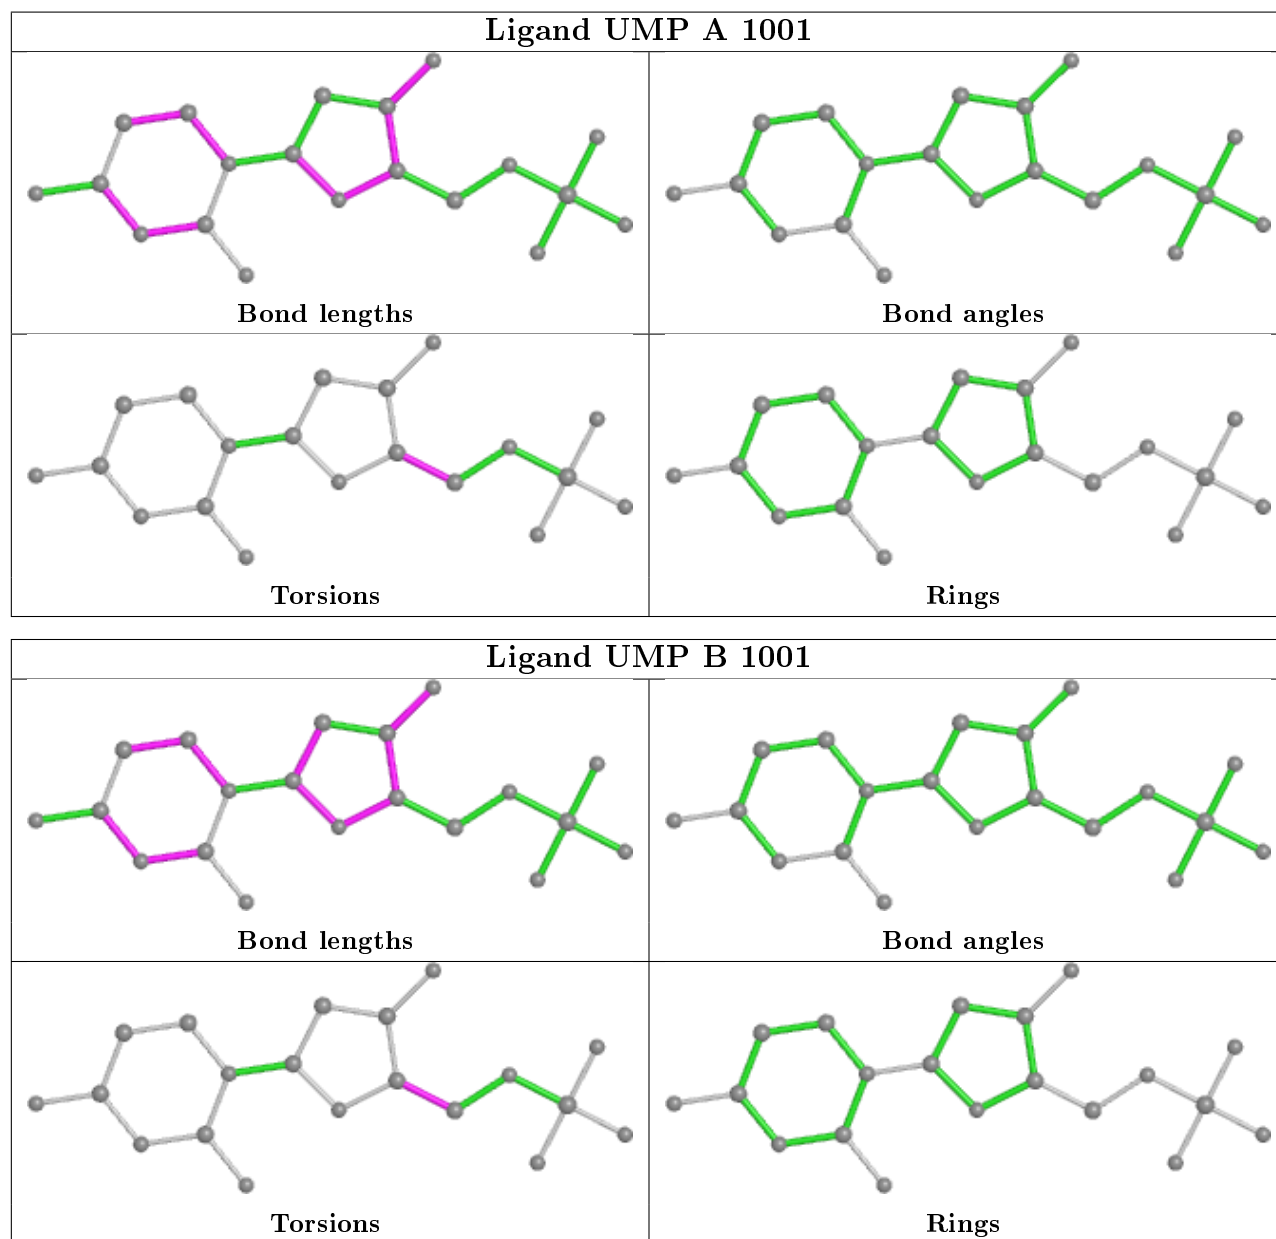 Ligand UMP A 1001
Bond lengths
Bond angles
Torsions
Rings
Ligand UMP B 1001
Bond lengths
Bond angles
Torsions
Rings